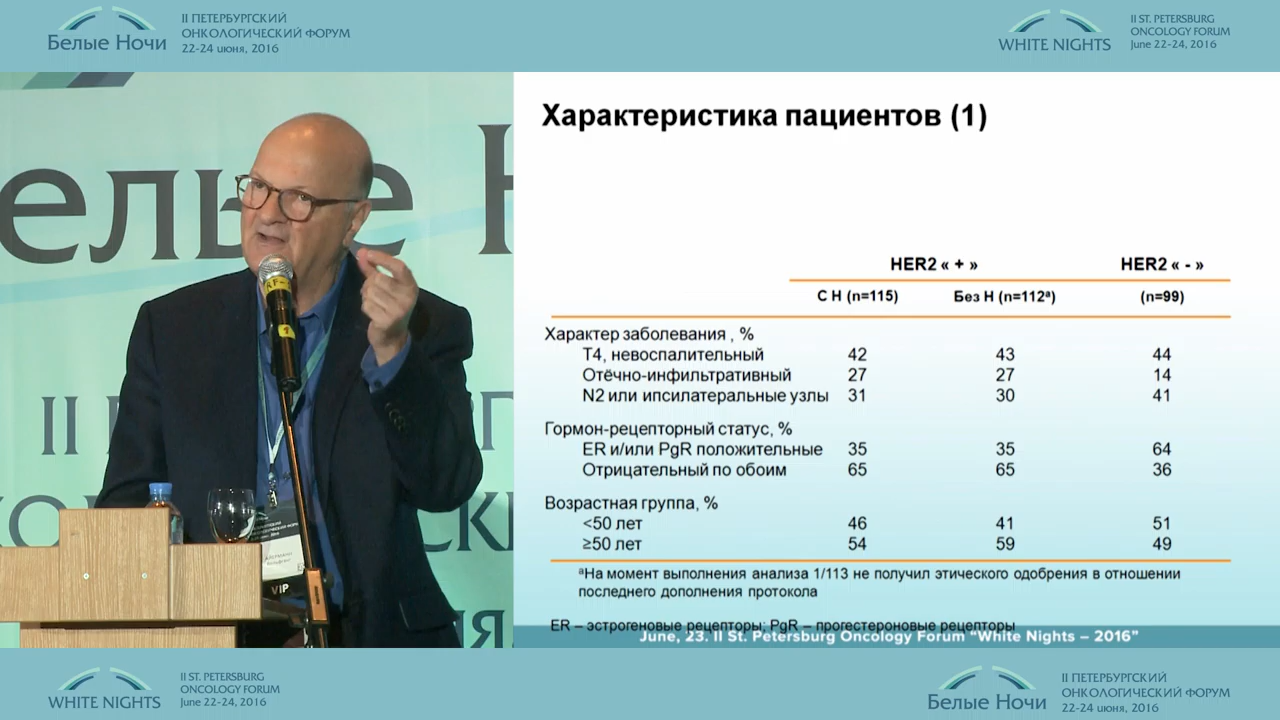 Белые Ночи
II ПЕТЕРБУРГСКИЙ
ОНКОЛОГИЧЕСКИЙ ФОРУМ
22-24 июня, 2016
WHITE NIGHTS
II ST. PETERSBURG
ONCOLOGY FORUM
June 22-24, 2016
Характеристика пациентов (1)
HER2 « + » HER2 « - »
С Н (n=115) Без Н (n=112ª) (n=99)
Характер заболевания , %
Т4, невоспалительный 42 43 44
Отёчно-инфильтративный 27 27 14
N2 или ипсилатеральные узлы 31 30 41
Гормон-рецепторный статус, %
ER и/или PgR положительные 35 35 64
Отрицательный по обоим 65 65 36
Возрастная группа, %
<50 лет 46 41 51
≥50 лет 54 59 49
ªНа момент выполнения анализа 1/113 не получил этического одобрения в отношении
последнего дополнения протокола
ER – эстрогеновые рецепторы; PgR – прогестероновые рецепторы
June, 23. II St. Petersburg Oncology Forum “White Nights – 2016”
VIP
WHITE NIGHTS
II ST. PETERSBURG
ONCOLOGY FORUM
June 22-24, 2016
Белые Ночи
II ПЕТЕРБУРГСКИЙ
ОНКОЛОГИЧЕСКИЙ ФОРУМ
22-24 июня, 2016